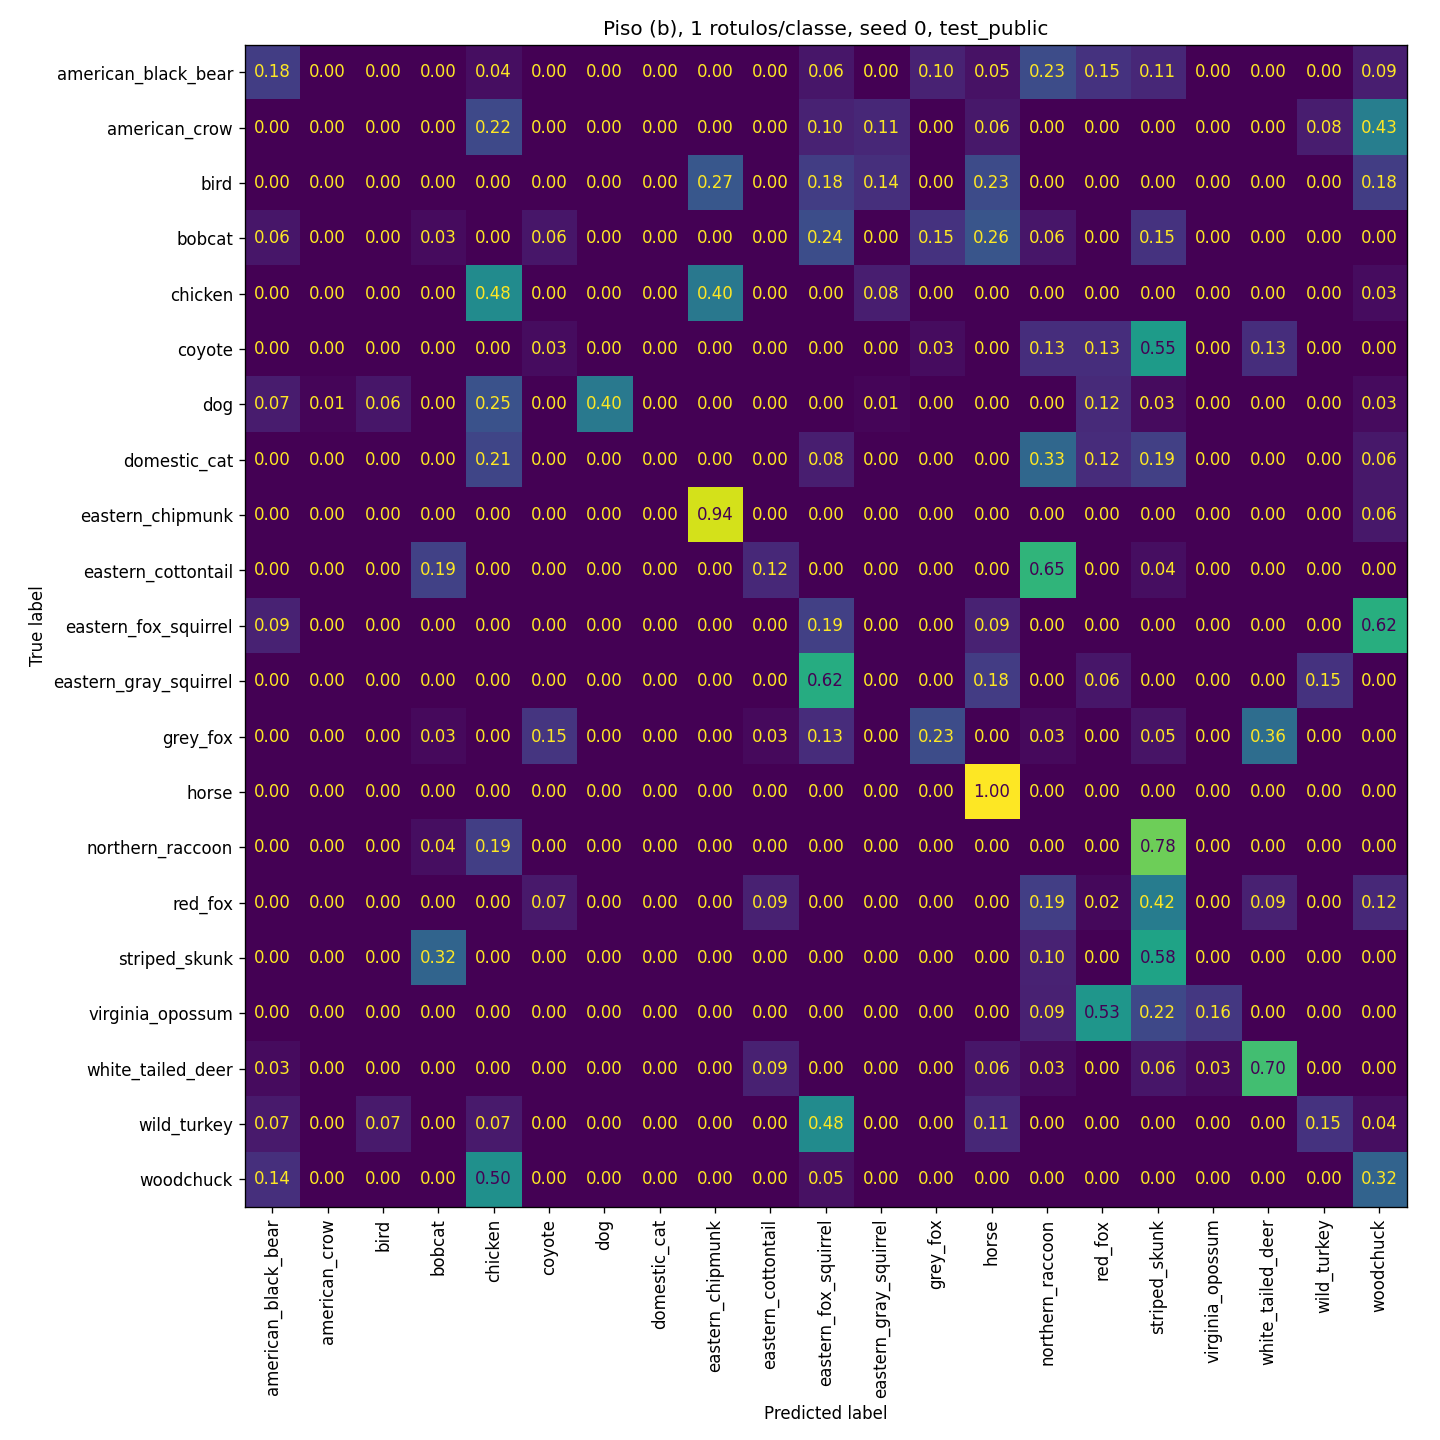 Piso (b), 1 rotulos/classe, seed 0, test_public
american_black_bear 0.18 0.00 0.00 0.00 0.04 0.00 0.00 0.00 0.00 0.00 0.06 0.00 0.10 0.05 0.23 0.15 0.11 0.00 0.00 0.00 0.09
american_crow 0.00 0.00 0.00 0.00 0.22 0.00 0.00 0.00 0.00 0.00 0.10 0.11 0.00 0.06 0.00 0.00 0.00 0.00 0.00 0.08 0.43
bird 0.00 0.00 0.00 0.00 0.00 0.00 0.00 0.00 0.27 0.00 0.18 0.14 0.00 0.23 0.00 0.00 0.00 0.00 0.00 0.00 0.18
bobcat 0.06 0.00 0.00 0.03 0.00 0.06 0.00 0.00 0.00 0.00 0.24 0.00 0.15 0.26 0.06 0.00 0.15 0.00 0.00 0.00 0.00
chicken 0.00 0.00 0.00 0.00 0.48 0.00 0.00 0.00 0.40 0.00 0.00 0.08 0.00 0.00 0.00 0.00 0.00 0.00 0.00 0.00 0.03
coyote 0.00 0.00 0.00 0.00 0.00 0.03 0.00 0.00 0.00 0.00 0.00 0.00 0.03 0.00 0.13 0.13 0.55 0.00 0.13 0.00 0.00
dog 0.07 0.01 0.06 0.00 0.25 0.00 0.40 0.00 0.00 0.00 0.00 0.01 0.00 0.00 0.00 0.12 0.03 0.00 0.00 0.00 0.03
domestic_cat 0.00 0.00 0.00 0.00 0.21 0.00 0.00 0.00 0.00 0.00 0.08 0.00 0.00 0.00 0.33 0.12 0.19 0.00 0.00 0.00 0.06
eastern_chipmunk 0.00 0.00 0.00 0.00 0.00 0.00 0.00 0.00 0.94 0.00 0.00 0.00 0.00 0.00 0.00 0.00 0.00 0.00 0.00 0.00 0.06
eastern_cottontail 0.00 0.00 0.00 0.19 0.00 0.00 0.00 0.00 0.00 0.12 0.00 0.00 0.00 0.00 0.65 0.00 0.04 0.00 0.00 0.00 0.00
eastern_fox_squirrel 0.09 0.00 0.00 0.00 0.00 0.00 0.00 0.00 0.00 0.00 0.19 0.00 0.00 0.09 0.00 0.00 0.00 0.00 0.00 0.00 0.62
eastern_gray_squirrel 0.00 0.00 0.00 0.00 0.00 0.00 0.00 0.00 0.00 0.00 0.62 0.00 0.00 0.18 0.00 0.06 0.00 0.00 0.00 0.15 0.00
grey_fox 0.00 0.00 0.00 0.03 0.00 0.15 0.00 0.00 0.00 0.03 0.13 0.00 0.23 0.00 0.03 0.00 0.05 0.00 0.36 0.00 0.00
horse 0.00 0.00 0.00 0.00 0.00 0.00 0.00 0.00 0.00 0.00 0.00 0.00 0.00 1.00 0.00 0.00 0.00 0.00 0.00 0.00 0.00
northern_raccoon 0.00 0.00 0.00 0.04 0.19 0.00 0.00 0.00 0.00 0.00 0.00 0.00 0.00 0.00 0.00 0.00 0.78 0.00 0.00 0.00 0.00
red_fox 0.00 0.00 0.00 0.00 0.00 0.07 0.00 0.00 0.00 0.09 0.00 0.00 0.00 0.00 0.19 0.02 0.42 0.00 0.09 0.00 0.12
striped_skunk 0.00 0.00 0.00 0.32 0.00 0.00 0.00 0.00 0.00 0.00 0.00 0.00 0.00 0.00 0.10 0.00 0.58 0.00 0.00 0.00 0.00
virginia_opossum 0.00 0.00 0.00 0.00 0.00 0.00 0.00 0.00 0.00 0.00 0.00 0.00 0.00 0.00 0.09 0.53 0.22 0.16 0.00 0.00 0.00
white_tailed_deer 0.03 0.00 0.00 0.00 0.00 0.00 0.00 0.00 0.00 0.09 0.00 0.00 0.00 0.06 0.03 0.00 0.06 0.03 0.70 0.00 0.00
wild_turkey 0.07 0.00 0.07 0.00 0.07 0.00 0.00 0.00 0.00 0.00 0.48 0.00 0.00 0.11 0.00 0.00 0.00 0.00 0.00 0.15 0.04
woodchuck 0.14 0.00 0.00 0.00 0.50 0.00 0.00 0.00 0.00 0.00 0.05 0.00 0.00 0.00 0.00 0.00 0.00 0.00 0.00 0.00 0.32
True label
american_black_bear
american_crow
bird
bobcat
chicken
coyote
dog
domestic_cat
eastern_chipmunk
eastern_cottontail
eastern_fox_squirrel
eastern_gray_squirrel
grey_fox
horse
northern_raccoon
red_fox
striped_skunk
virginia_opossum
white_tailed_deer
wild_turkey
woodchuck
Predicted label